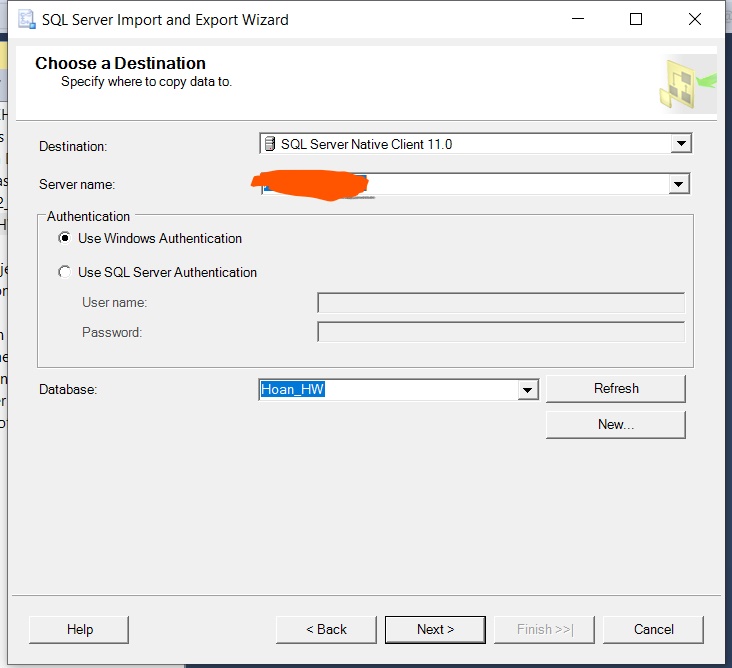 SQL Server Import and Export Wizard
Choose a Destination
Specify where to copy data to.
Destination: SQL Server Native Client 11.0
Server name:
Authentication
Use Windows Authentication
Use SQL Server Authentication
User name:
Password:
Database: Hoan_HW Refresh
New...
Help < Back Next > Finish >>| Cancel